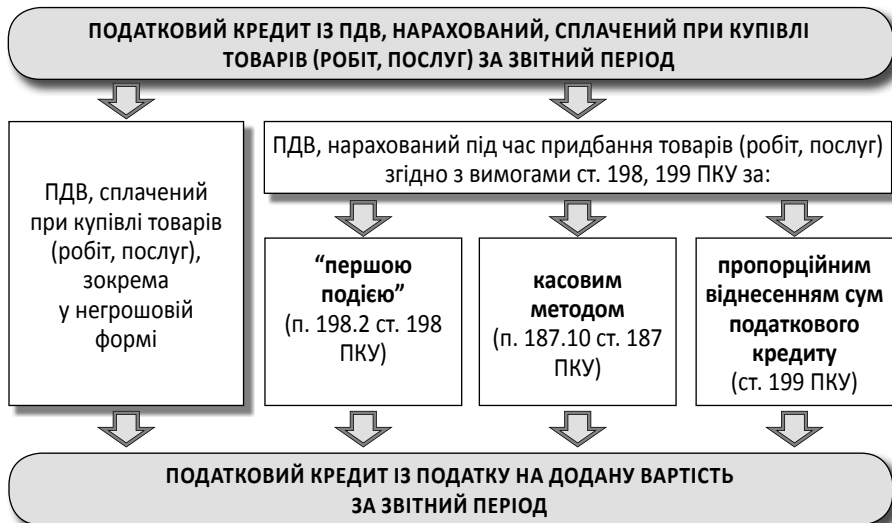 ПОДАТКОВИЙ КРЕДИТ ІЗ ПДВ, НАРАХОВАНИЙ, СПЛАЧЕНИЙ ПРИ КУПІВЛІ
ТОВАРІВ (РОБІТ, ПОСЛУГ) ЗА ЗВІТНИЙ ПЕРІОД
ПДВ, сплачений
при купівлі товарів
(робіт, послуг),
зокрема
у негрошовій
формі
ПДВ, нарахований під час придбання товарів (робіт, послуг)
згідно з вимогами ст. 198, 199 ПКУ за:
“першою
подією”
(п. 198.2 ст. 198
ПКУ)
касовим
методом
(п. 187.10 ст. 187
ПКУ)
пропорційним
віднесенням сум
податкового
кредиту
(ст. 199 ПКУ)
ПОДАТКОВИЙ КРЕДИТ ІЗ ПОДАТКУ НА ДОДАНУ ВАРТІСТЬ
ЗА ЗВІТНИЙ ПЕРІОД